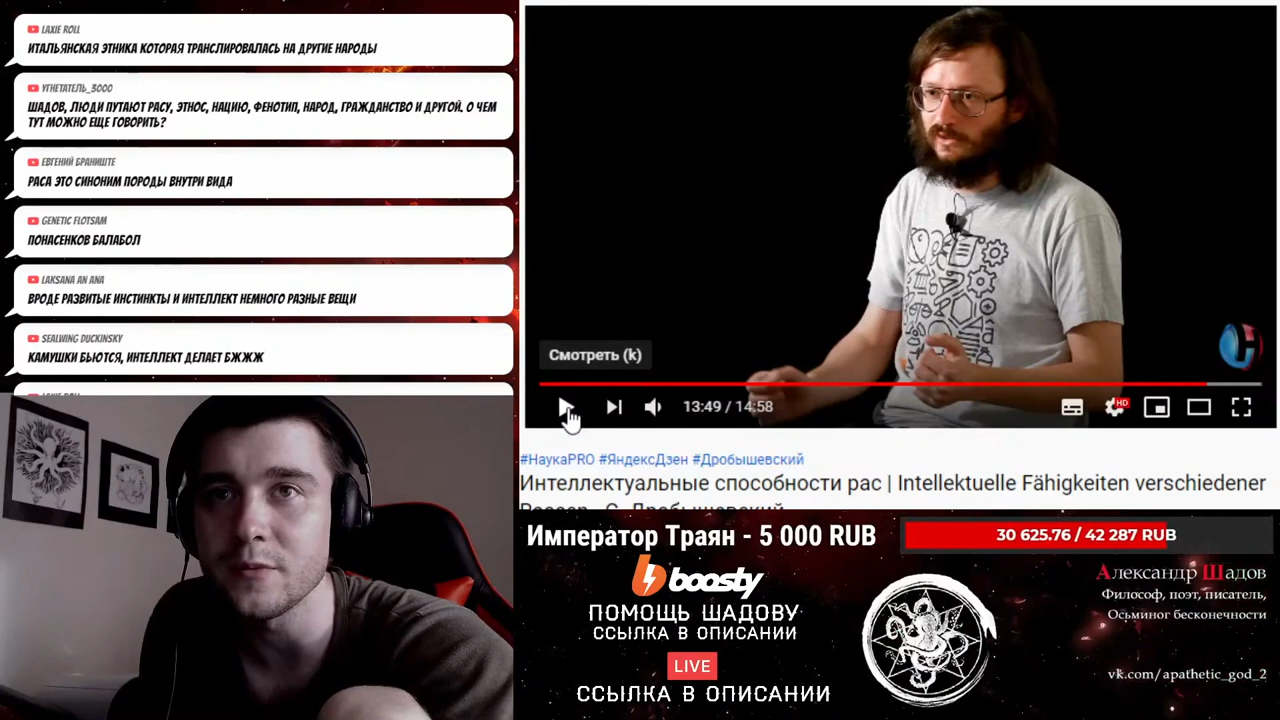 LAXIE ROLL
ИТАЛЬЯНСКАЯ ЭТНИКА КОТОРАЯ ТРАНСЛИРОВАЛАСЬ НА ДРУГИЕ НАРОДЫ
УГНЕТАТЕЛЬ_3000
ШАДОВ, ЛЮДИ ПУТАЮТ РАСУ, ЭТНОС, НАЦИЮ, ФЕНОТИП, НАРОД, ГРАЖДАНСТВО И ДРУГОЙ. О ЧЕМ
ТУТ МОЖНО ЕЩЕ ГОВОРИТЬ?
ЕВГЕНИЙ БРАНИШТЕ
РАСА ЭТО СИНОНИМ ПОРОДЫ ВНУТРИ ВИДА
GENETIC FLOTSAM
ПОНАСЕНКОВ БАЛАБОЛ
LAKSANA AN ANA
ВРОДЕ РАЗВИТЫЕ ИНСТИНКТЫ И ИНТЕЛЛЕКТ НЕМНОГО РАЗНЫЕ ВЕЩИ
SEALWING DUCKINSKY
КАМУШКИ БЬЮТСЯ, ИНТЕЛЛЕКТ ДЕЛАЕТ БЖЖЖ
Смотреть (k)
13:49 / 14:58
HD
#НаукаPRO #ЯндексДзен #Дробышевский
Интеллектуальные способности рас | Intellektuelle Fähigkeiten verschiedener
Император Траян - 5 000 RUB
30 625.76 / 42 287 RUB
boosty
ПОМОЩЬ ШАДОВУ
ССЫЛКА В ОПИСАНИИ
LIVE
ССЫЛКА В ОПИСАНИИ
Александр Шадов
Философ, поэт, писатель,
Осьминог бесконечности
vk.com/apathetic_god_2